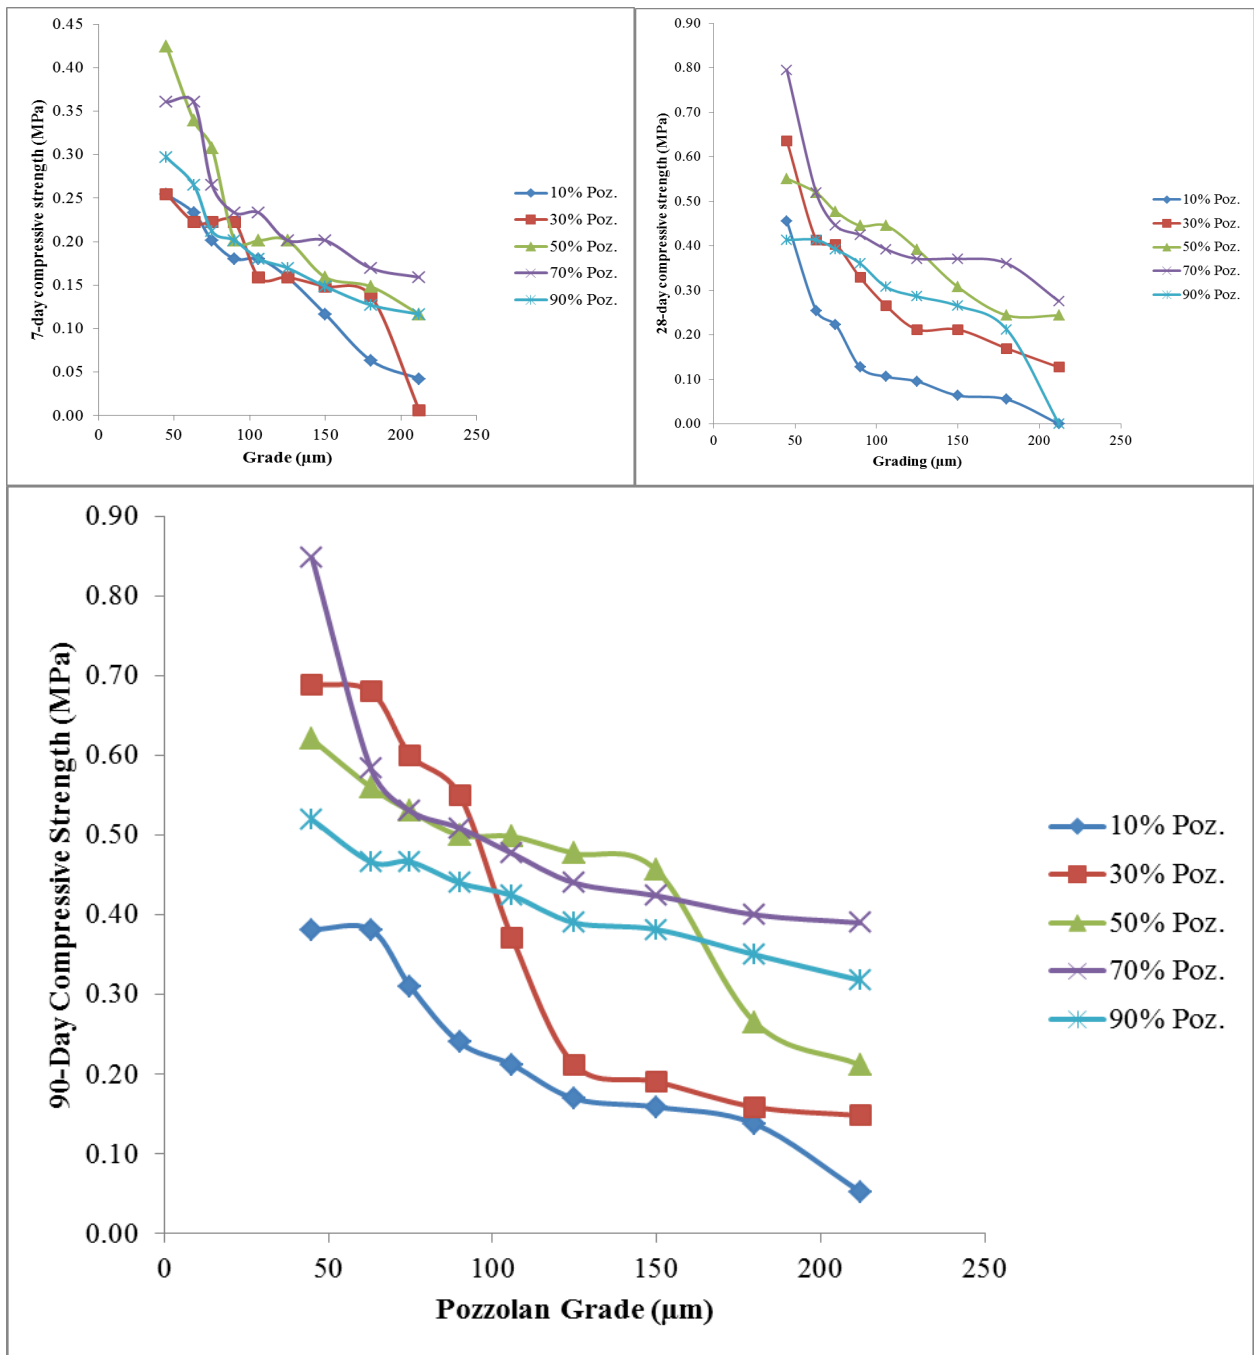 0.45
0.40
0.35
0.30
0.25
0.20
0.15
0.10
0.05
0.00
7-day compressive strength (MPa)
0 50 100 150 200 250
Grade (µm)
10% Poz.
30% Poz.
50% Poz.
70% Poz.
90% Poz.
0.90
0.80
0.70
0.60
0.50
0.40
0.30
0.20
0.10
0.00
28-day compressive strength (MPa)
0 50 100 150 200 250
Grading (µm)
10% Poz.
30% Poz.
50% Poz.
70% Poz.
90% Poz.
0.90
0.80
0.70
0.60
0.50
0.40
0.30
0.20
0.10
0.00
90-Day Compressive Strength (MPa)
0 50 100 150 200 250
Pozzolan Grade (µm)
10% Poz.
30% Poz.
50% Poz.
70% Poz.
90% Poz.